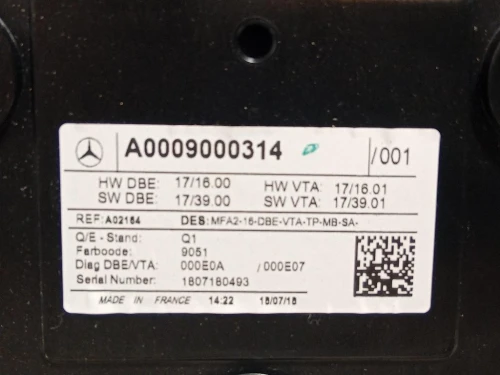 A0009000314 /001
HW DBE: 17/16.00 HW VTA: 17/16.01
SW DBE: 17/39.00 SW VTA: 17/39.01
REF: A02164 DES: MFA2-16-DBE-VTA-TP-MB-SA-
Q/E - Stand: Q1
Farbcode: 9051
Diag DBE/VTA: 000E0A /000E07
Serial Number: 1807180493
MADE IN FRANCE 14:22 18/07/18